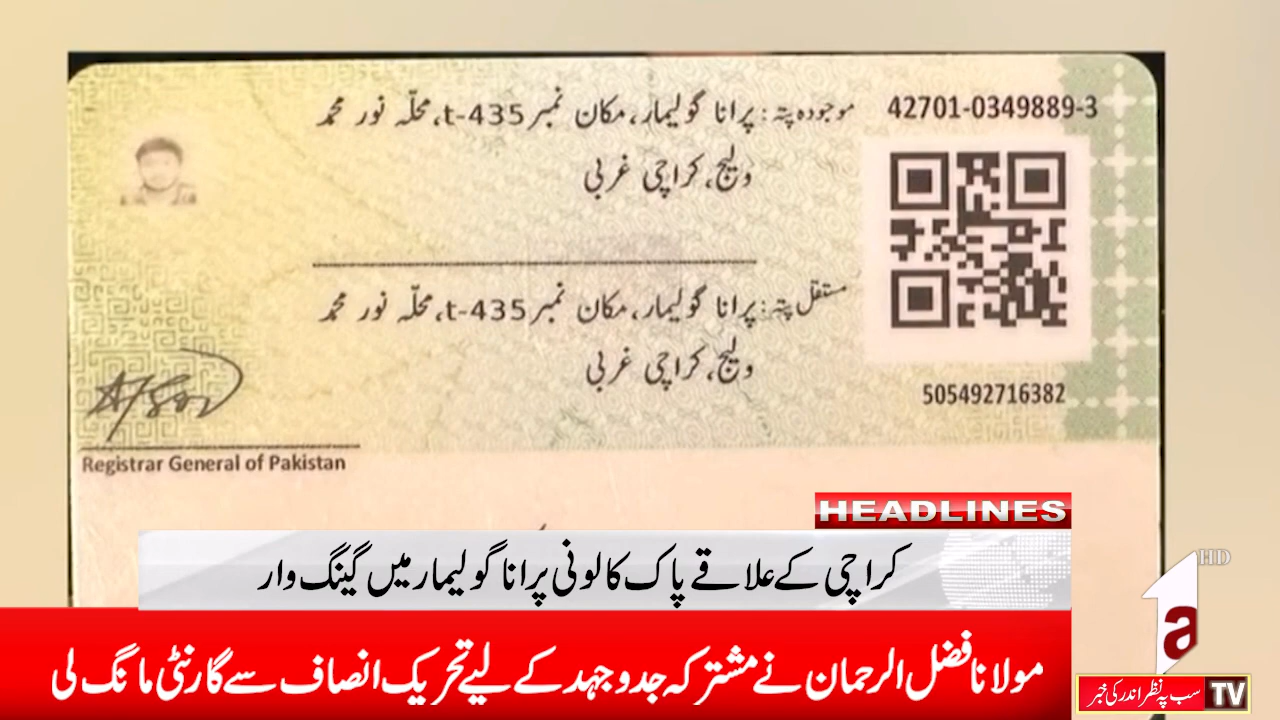 42701-0349889-3
موجودہ پتہ: پرانا گولیمار، مکان نمبر t-435، محلّہ نور محمد
ولیج، کراچی غربی
مستقل پتہ: پرانا گولیمار، مکان نمبر t-435، محلّہ نور محمد
ولیج، کراچی غربی
505492716382
Registrar General of Pakistan
HEADLINES
کراچی کے علاقے پاک کالونی پرانا گولیمار میں گینگ وار
مولانا فضل الرحمان نے مشترکہ جدوجہد کے لیے تحریک انصاف سے گارنٹی مانگ لی
HD
a1
سب پہ نظر اندر کی خبر TV